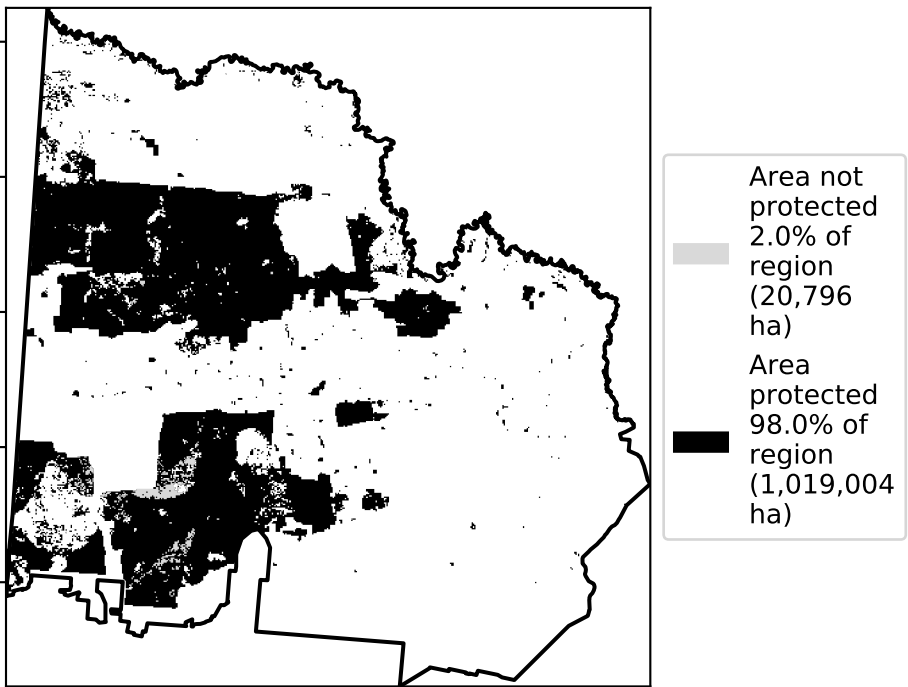 Area not
protected
2.0% of
region
(20,796
ha)
Area
protected
98.0% of
region
(1,019,004
ha)